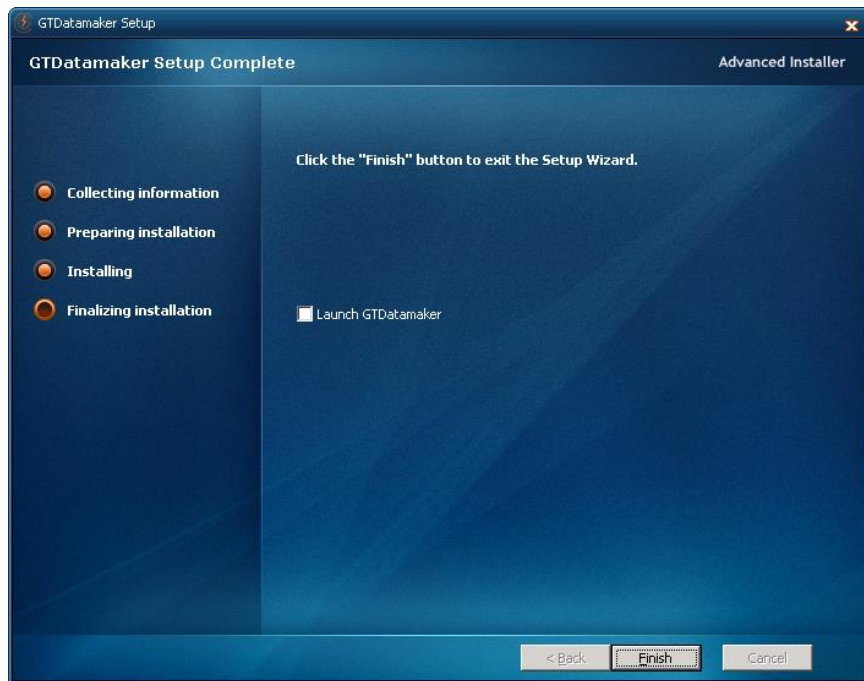 GTDatamaker Setup
GTDatamaker Setup Complete
Advanced Installer
Click the "Finish" button to exit the Setup Wizard.
Collecting information
Preparing installation
Installing
Finalizing installation
Launch GTDatamaker
< Back
Finish
Cancel